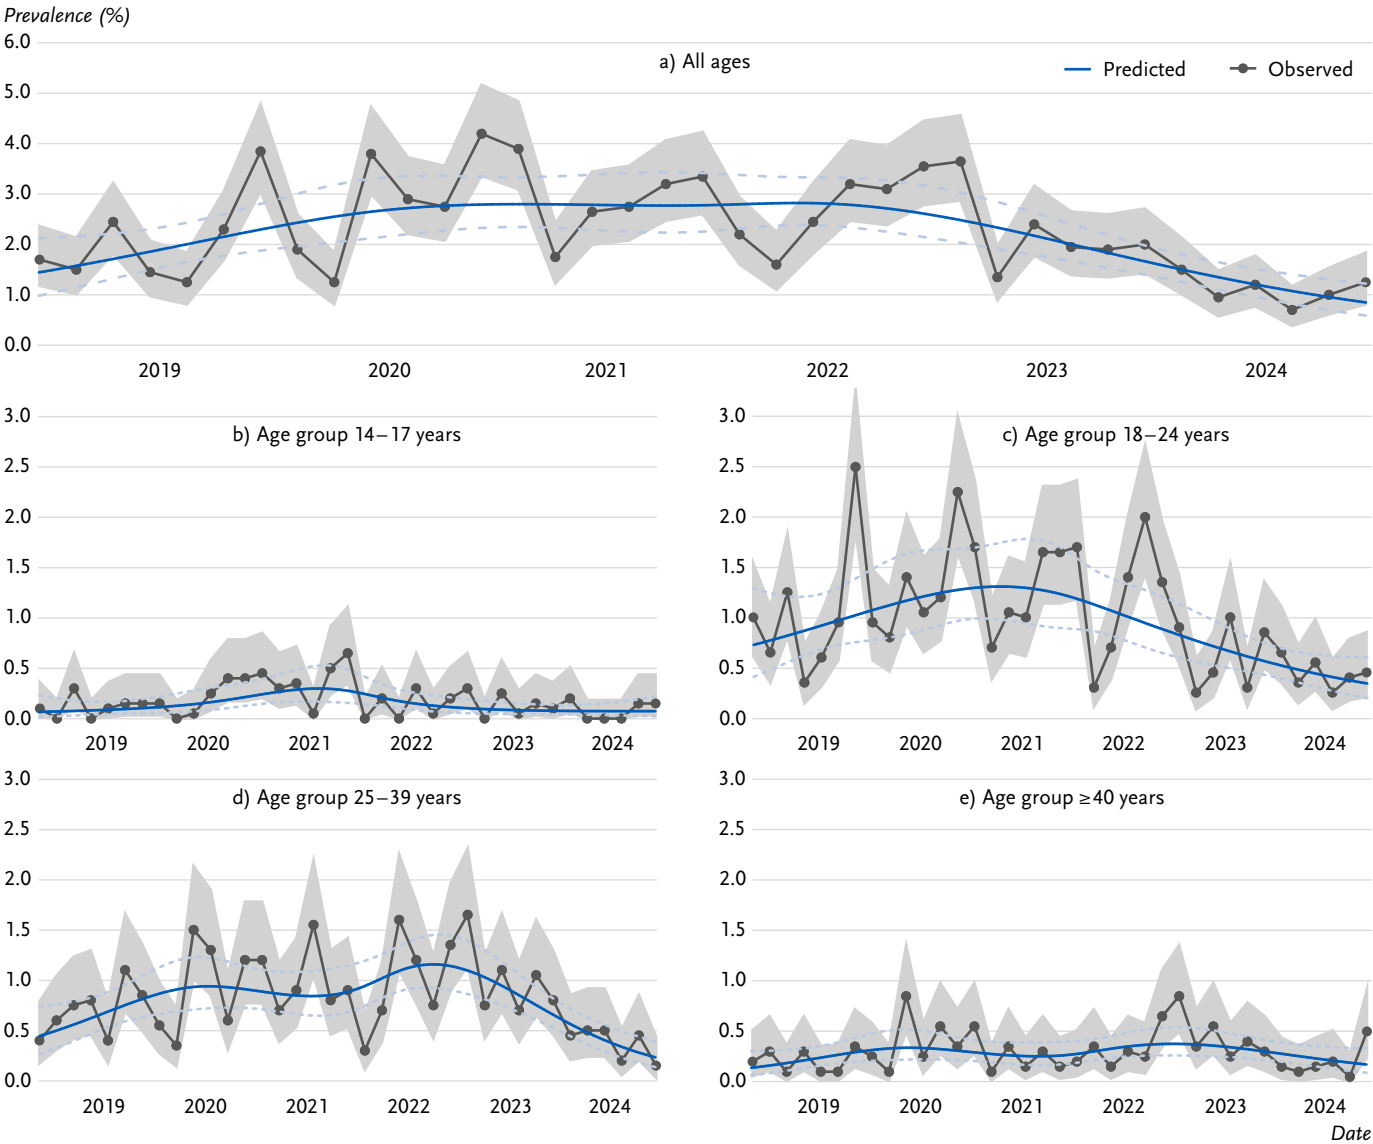 Prevalence (%)
6.0
a) All ages
Predicted
Observed
5.0
4.0
3.0
2.0
1.0
0.0
2019 2020 2021 2022 2023 2024
3.0
b) Age group 14–17 years
2.5
2.0
1.5
1.0
0.5
0.0
2019 2020 2021 2022 2023 2024
3.0
c) Age group 18–24 years
2.5
2.0
1.5
1.0
0.5
0.0
2019 2020 2021 2022 2023 2024
3.0
d) Age group 25–39 years
2.5
2.0
1.5
1.0
0.5
0.0
2019 2020 2021 2022 2023 2024
3.0
e) Age group ≥40 years
2.5
2.0
1.5
1.0
0.5
0.0
2019 2020 2021 2022 2023 2024
Date